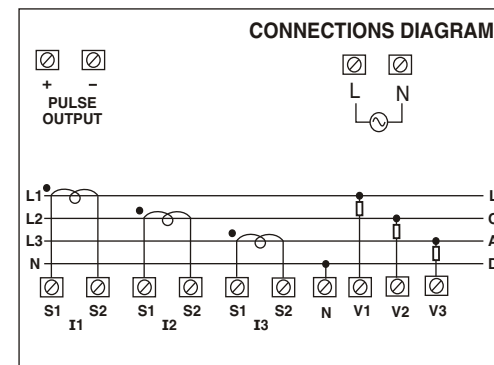 CONNECTIONS DIAGRAM
+ −
PULSE
OUTPUT
L N
L1 L
L2 O
L3 A
N D
S1 S2 S1 S2 S1 S2 N V1 V2 V3
I1 I2 I3